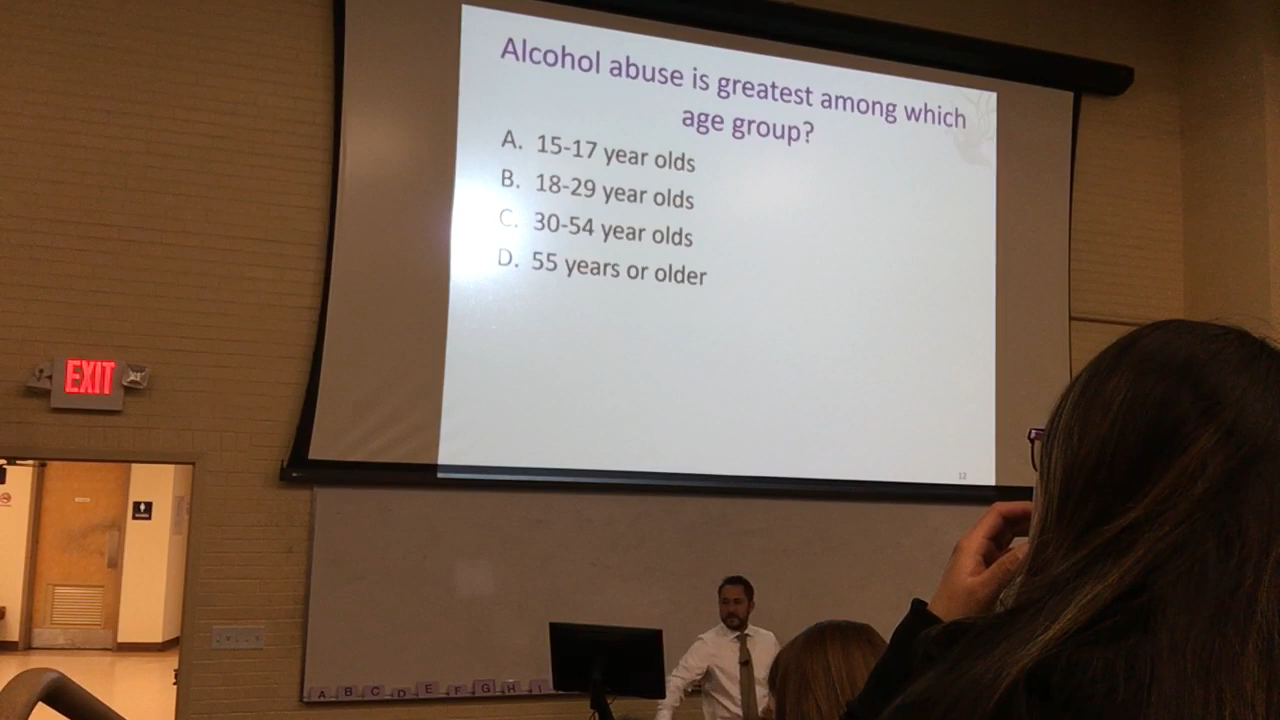 Alcohol abuse is greatest among which
age group?
A. 15-17 year olds
B. 18-29 year olds
C. 30-54 year olds
D. 55 years or older
12
EXIT
A B C D E F G H I